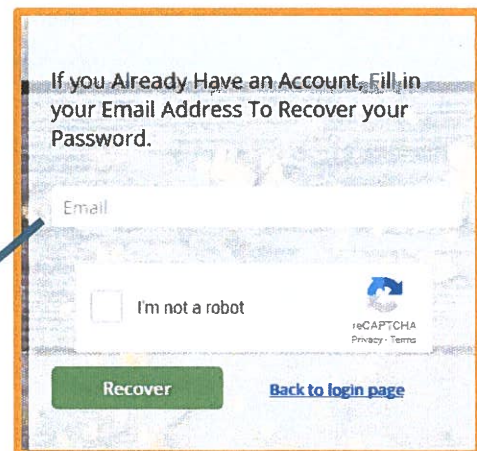 If you Already Have an Account, Fill in
your Email Address To Recover your
Password.
Email
I'm not a robot
reCAPTCHA
Privacy - Terms
Recover
Back to login page